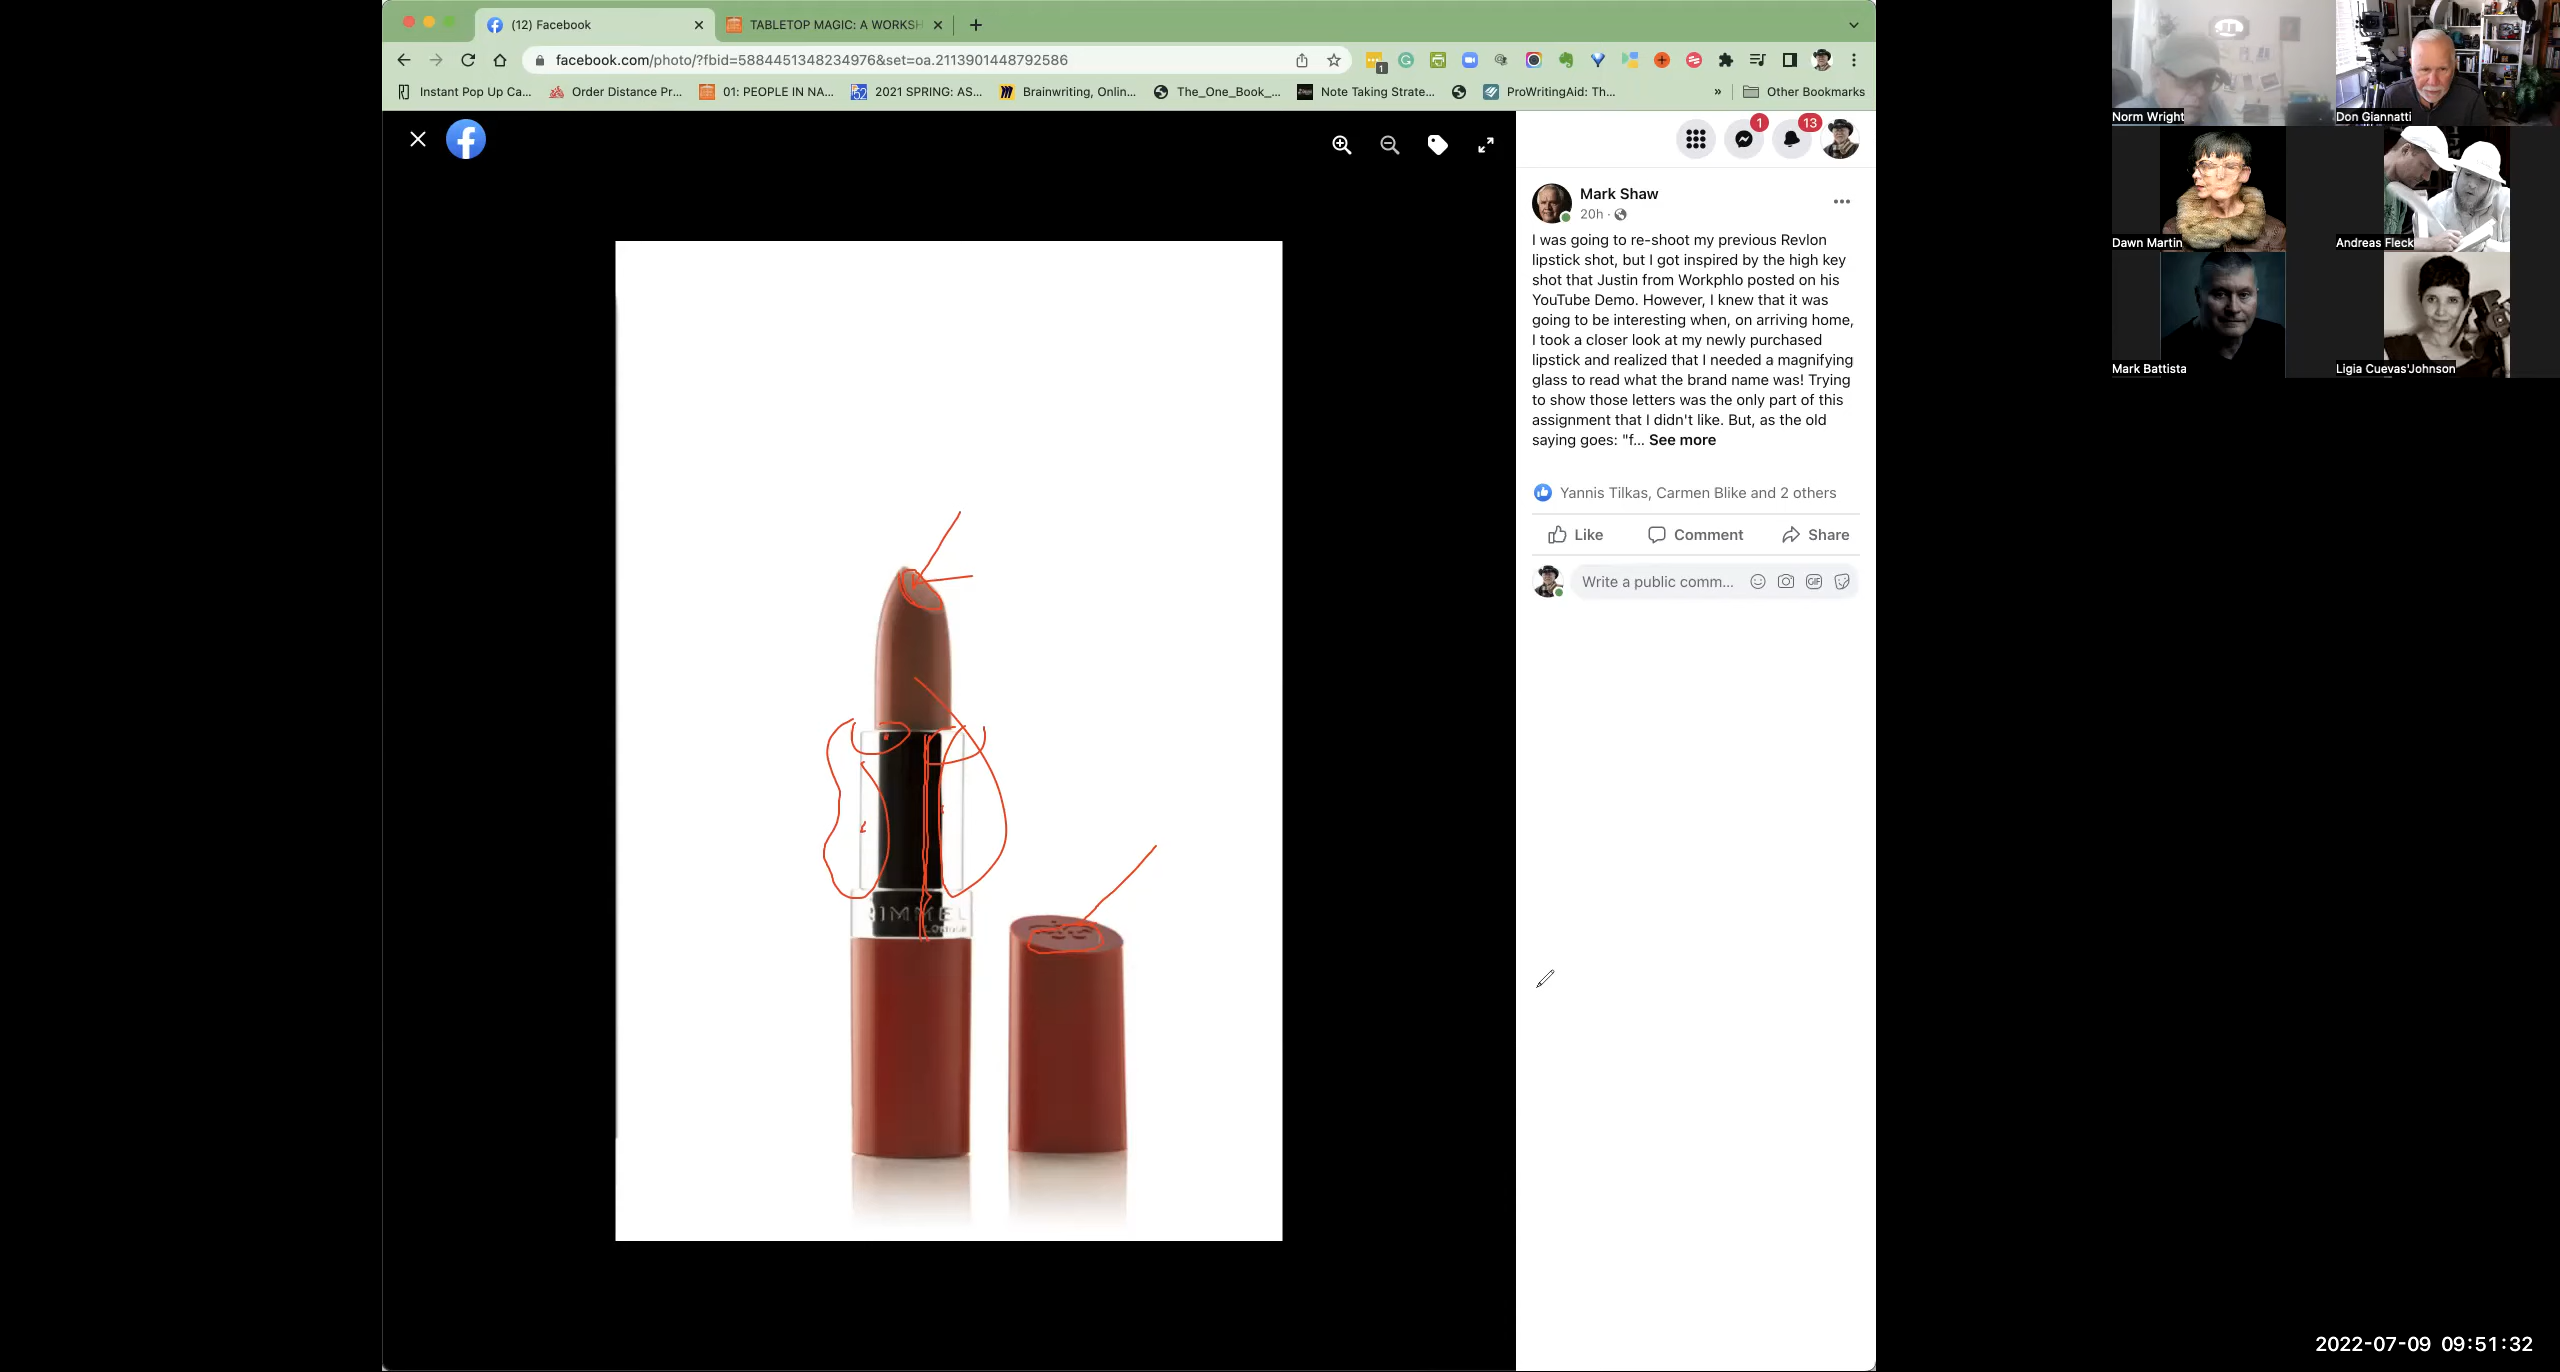 (12) Facebook
TABLETOP MAGIC: A WORKSH
facebook.com/photo/?fbid=5884451348234976&set=oa.2113901448792586
1
Instant Pop Up Ca...
Order Distance Pr...
01: PEOPLE IN NA...
2021 SPRING: AS...
Brainwriting, Onlin...
The_One_Book_...
Note Taking Strate...
ProWritingAid: Th...
»
Other Bookmarks
1
13
Mark Shaw
20h ·
I was going to re-shoot my previous Revlon
lipstick shot, but I got inspired by the high key
shot that Justin from Workphlo posted on his
YouTube Demo. However, I knew that it was
going to be interesting when, on arriving home,
I took a closer look at my newly purchased
lipstick and realized that I needed a magnifying
glass to read what the brand name was! Trying
to show those letters was the only part of this
assignment that I didn't like. But, as the old
saying goes: "f... See more
Yannis Tilkas, Carmen Blike and 2 others
Like
Comment
Share
Write a public comm...
GIF
RIMMEL
LONDON
Norm Wright
Don Giannatti
Dawn Martin
Andreas Fleck
Mark Battista
Ligia Cuevas'Johnson
2022-07-09 09:51:32